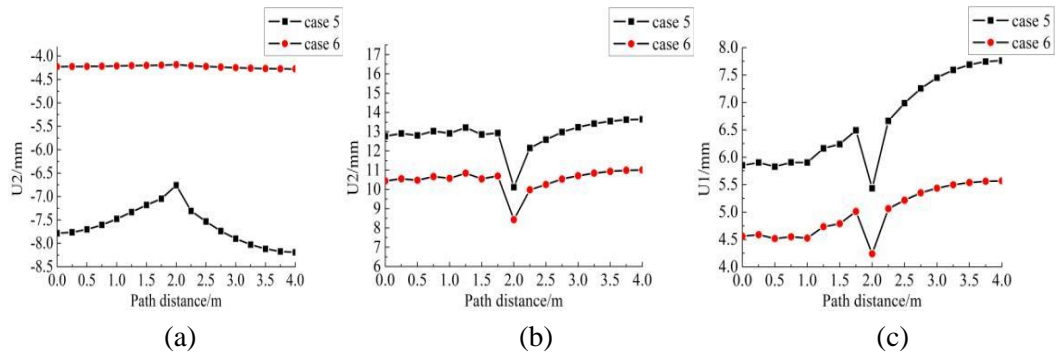 case 5
case 6
-4.0
-4.5
-5.0
-5.5
-6.0
-6.5
-7.0
-7.5
-8.0
-8.5
U2/mm
0.0 0.5 1.0 1.5 2.0 2.5 3.0 3.5 4.0
Path distance/m
(a)
case 5
case 6
17
16
15
14
13
12
11
10
9
8
7
6
U2/mm
0.0 0.5 1.0 1.5 2.0 2.5 3.0 3.5 4.0
Path distance/m
(b)
case 5
case 6
8.0
7.5
7.0
6.5
6.0
5.5
5.0
4.5
4.0
U1/mm
0.0 0.5 1.0 1.5 2.0 2.5 3.0 3.5 4.0
Path distance/m
(c)